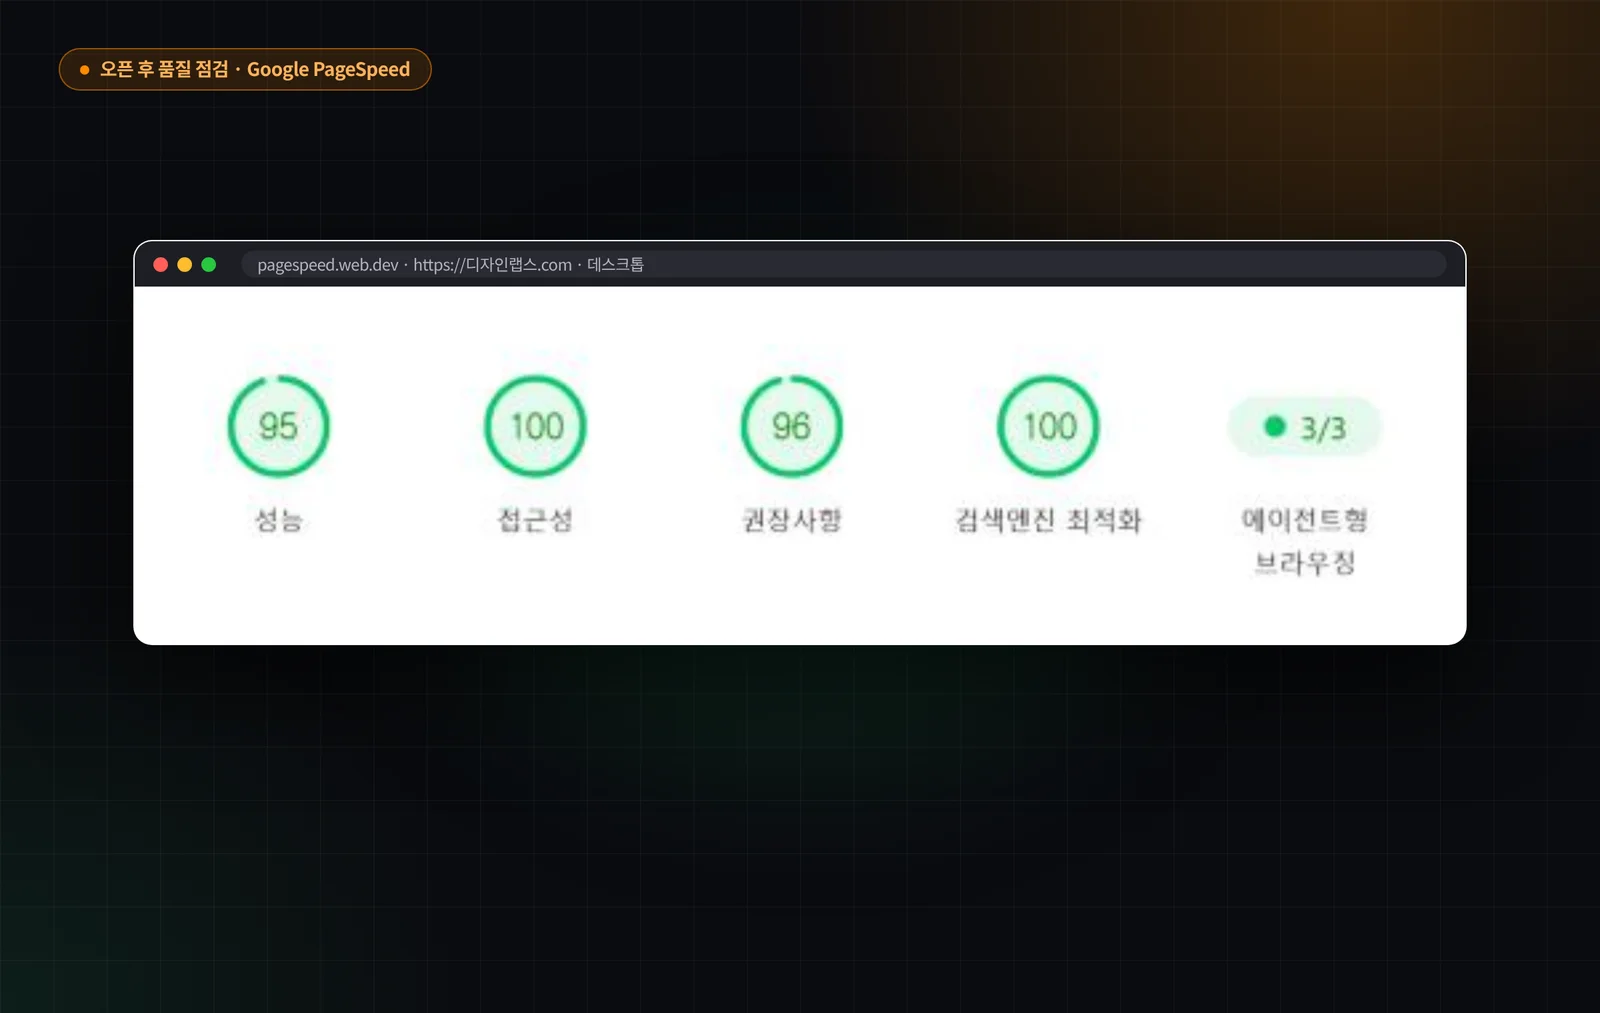 오픈 후 품질 점검 · Google PageSpeed
pagespeed.web.dev · https://디자인랩스.com · 데스크톱
95
100
96
100
3/3
성능
접근성
권장사항
검색엔진 최적화
에이전트형
브라우징